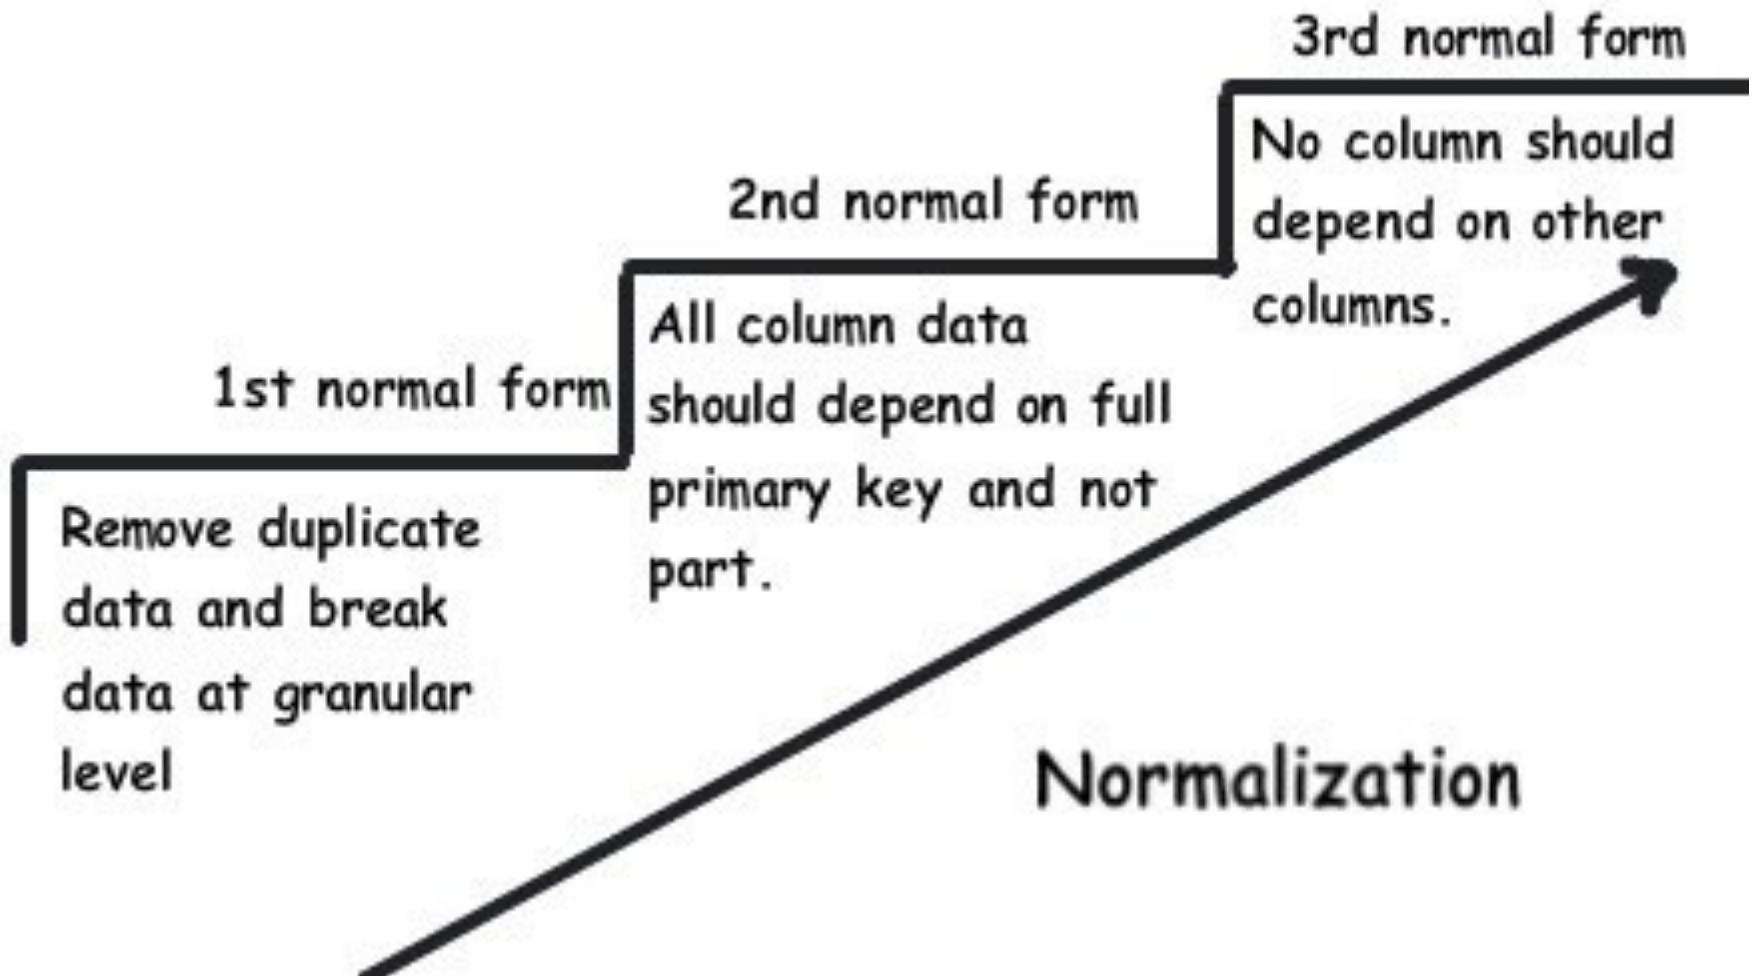 1st normal form
Remove duplicate
data and break
data at granular
level
2nd normal form
All column data
should depend on full
primary key and not
part.
3rd normal form
No column should
depend on other
columns.
Normalization